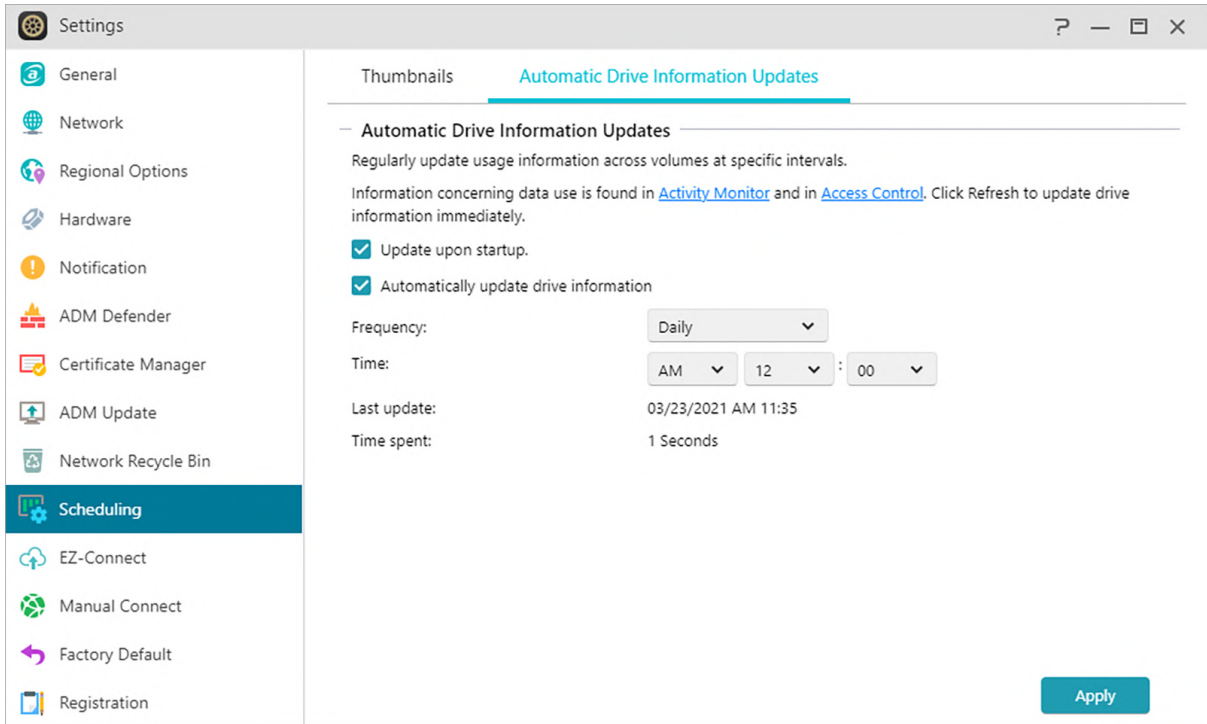 Settings
General
Network
Regional Options
Hardware
Notification
ADM Defender
Certificate Manager
ADM Update
Network Recycle Bin
Scheduling
EZ-Connect
Manual Connect
Factory Default
Registration
Thumbnails
Automatic Drive Information Updates
Automatic Drive Information Updates
Regularly update usage information across volumes at specific intervals.
Information concerning data use is found in Activity Monitor and in Access Control. Click Refresh to update drive
information immediately.
Update upon startup.
Automatically update drive information
Frequency: Daily
Time: AM 12 : 00
Last update: 03/23/2021 AM 11:35
Time spent: 1 Seconds
Apply